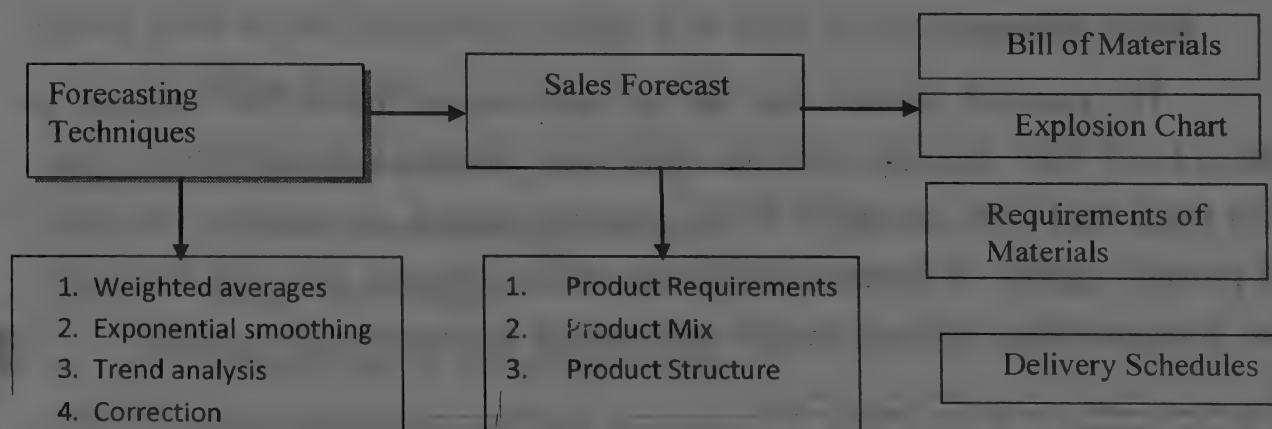 Forecasting
Techniques
Sales Forecast
Bill of Materials
Explosion Chart
Requirements of
Materials
Delivery Schedules
1. Weighted averages
2. Exponential smoothing
3. Trend analysis
4. Correction
1. Product Requirements
2. Product Mix
3. Product Structure